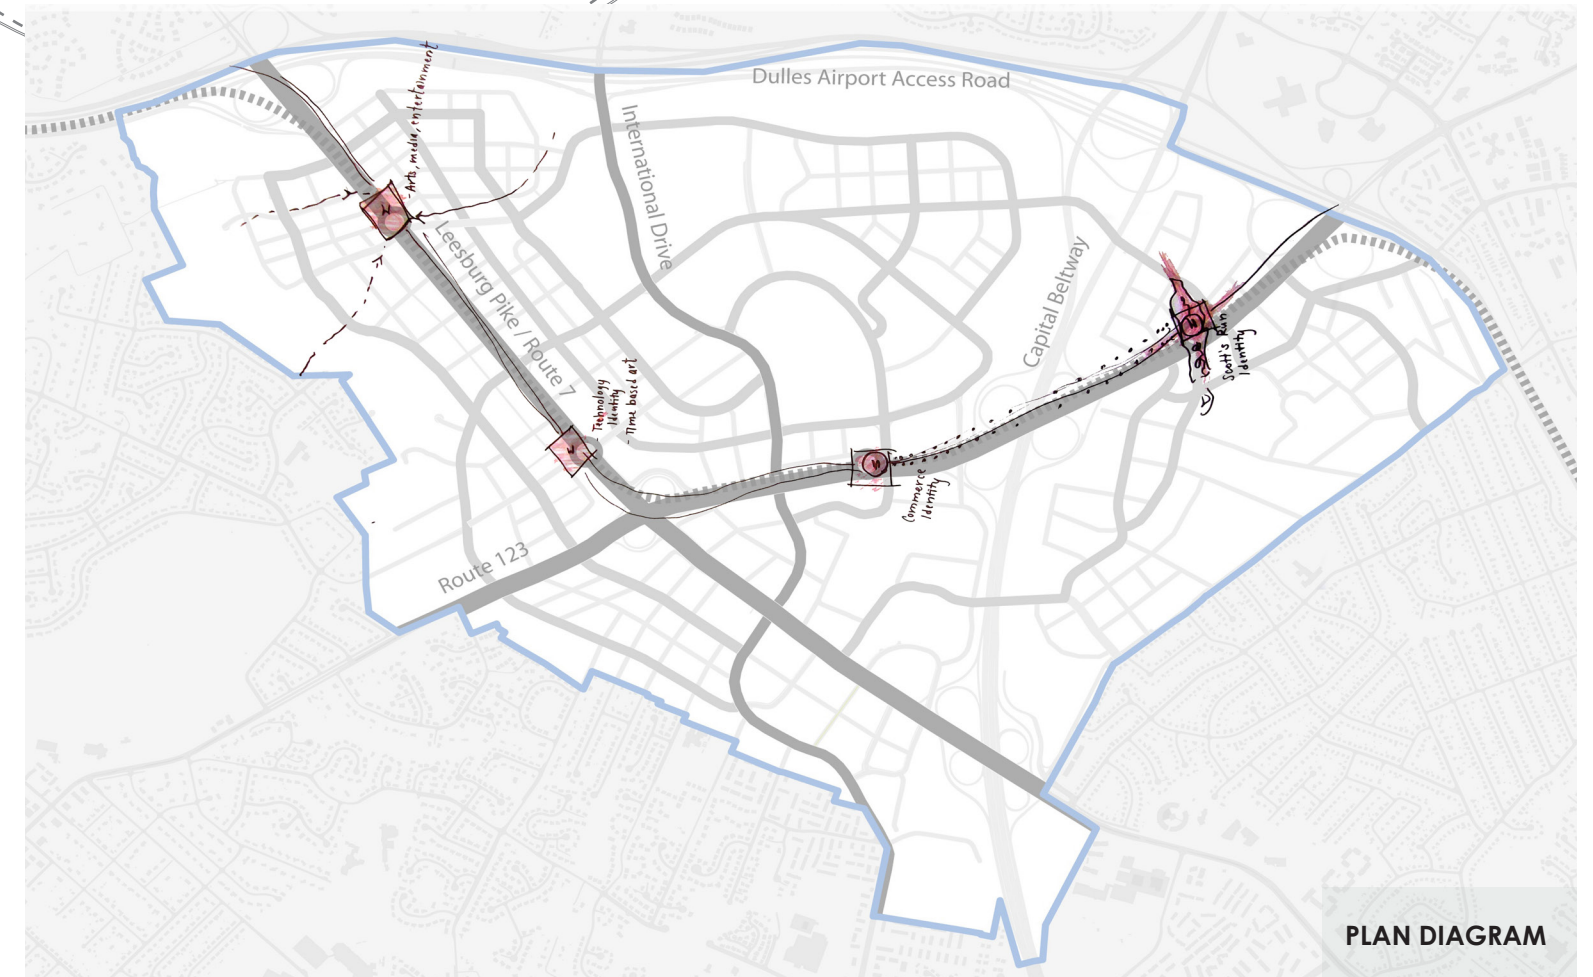 Dulles Airport Access Road
- Arts, media, entertainment
International Drive
Leesburg Pike / Route 7
Capital Beltway
Scott's Run
Identity
- Technology
Identity
- Time based art
Commerce
Identity
Route 123
PLAN DIAGRAM